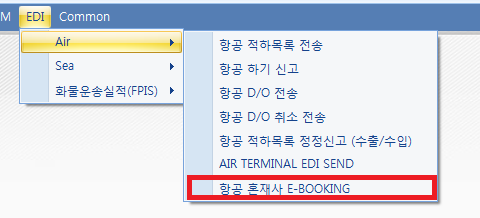 M EDI Common
Air
Sea
화물운송실적(FPIS)
항공 적하목록 전송
항공 하기 신고
항공 D/O 전송
항공 D/O 취소 전송
항공 적하목록 정정신고 (수출/수입)
AIR TERMINAL EDI SEND
항공 혼재사 E-BOOKING